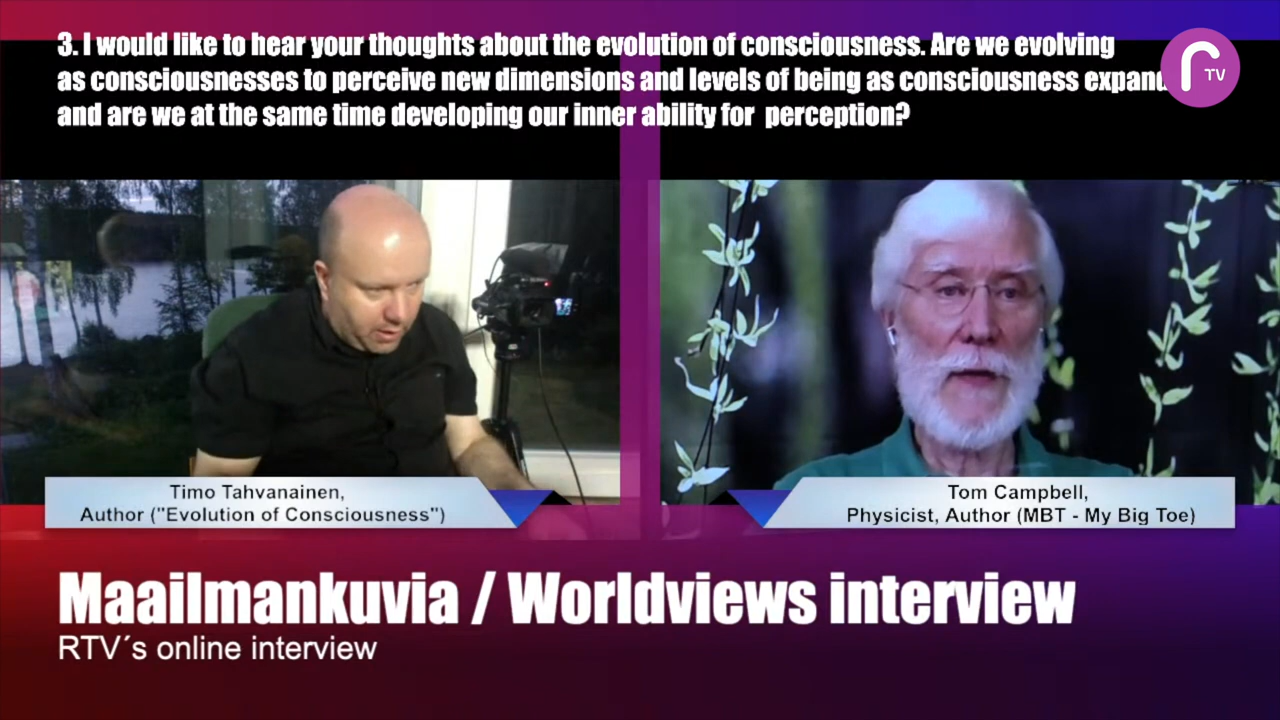 3. I would like to hear your thoughts about the evolution of consciousness. Are we evolving
as consciousnesses to perceive new dimensions and levels of being as consciousness expand
and are we at the same time developing our inner ability for perception?
r TV
Timo Tahvanainen,
Author ("Evolution of Consciousness")
Tom Campbell,
Physicist, Author (MBT - My Big Toe)
Maailmankuvia / Worldviews interview
RTV´s online interview